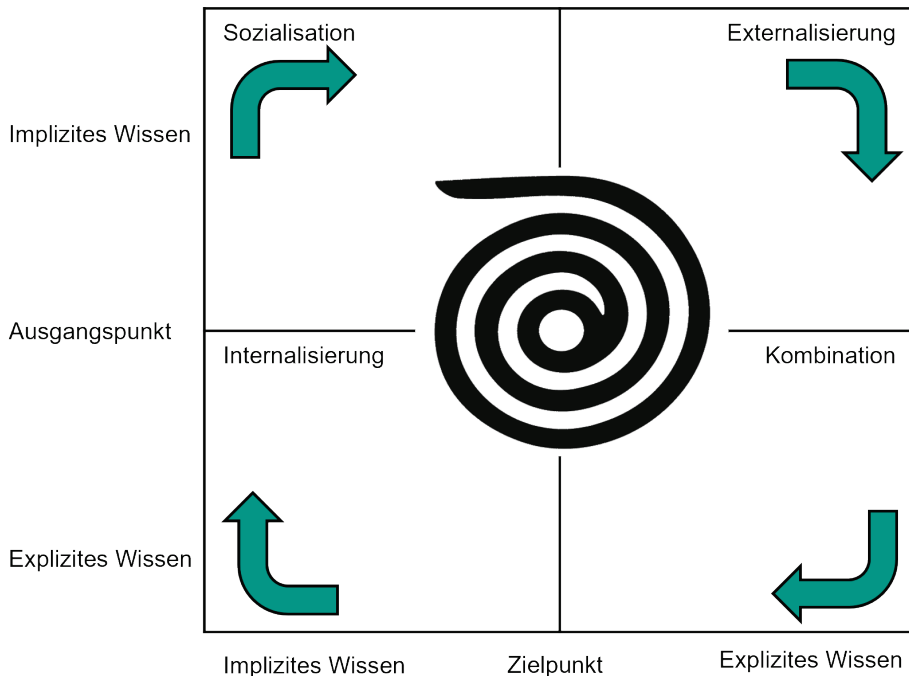 Sozialisation
Externalisierung
Implizites Wissen
Ausgangspunkt
Internalisierung
Kombination
Explizites Wissen
Implizites Wissen
Zielpunkt
Explizites Wissen